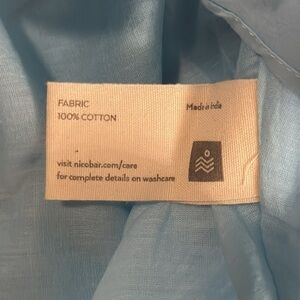 FABRIC
100% COTTON
Made in India
visit nicobar.com/care
for complete details on washcare